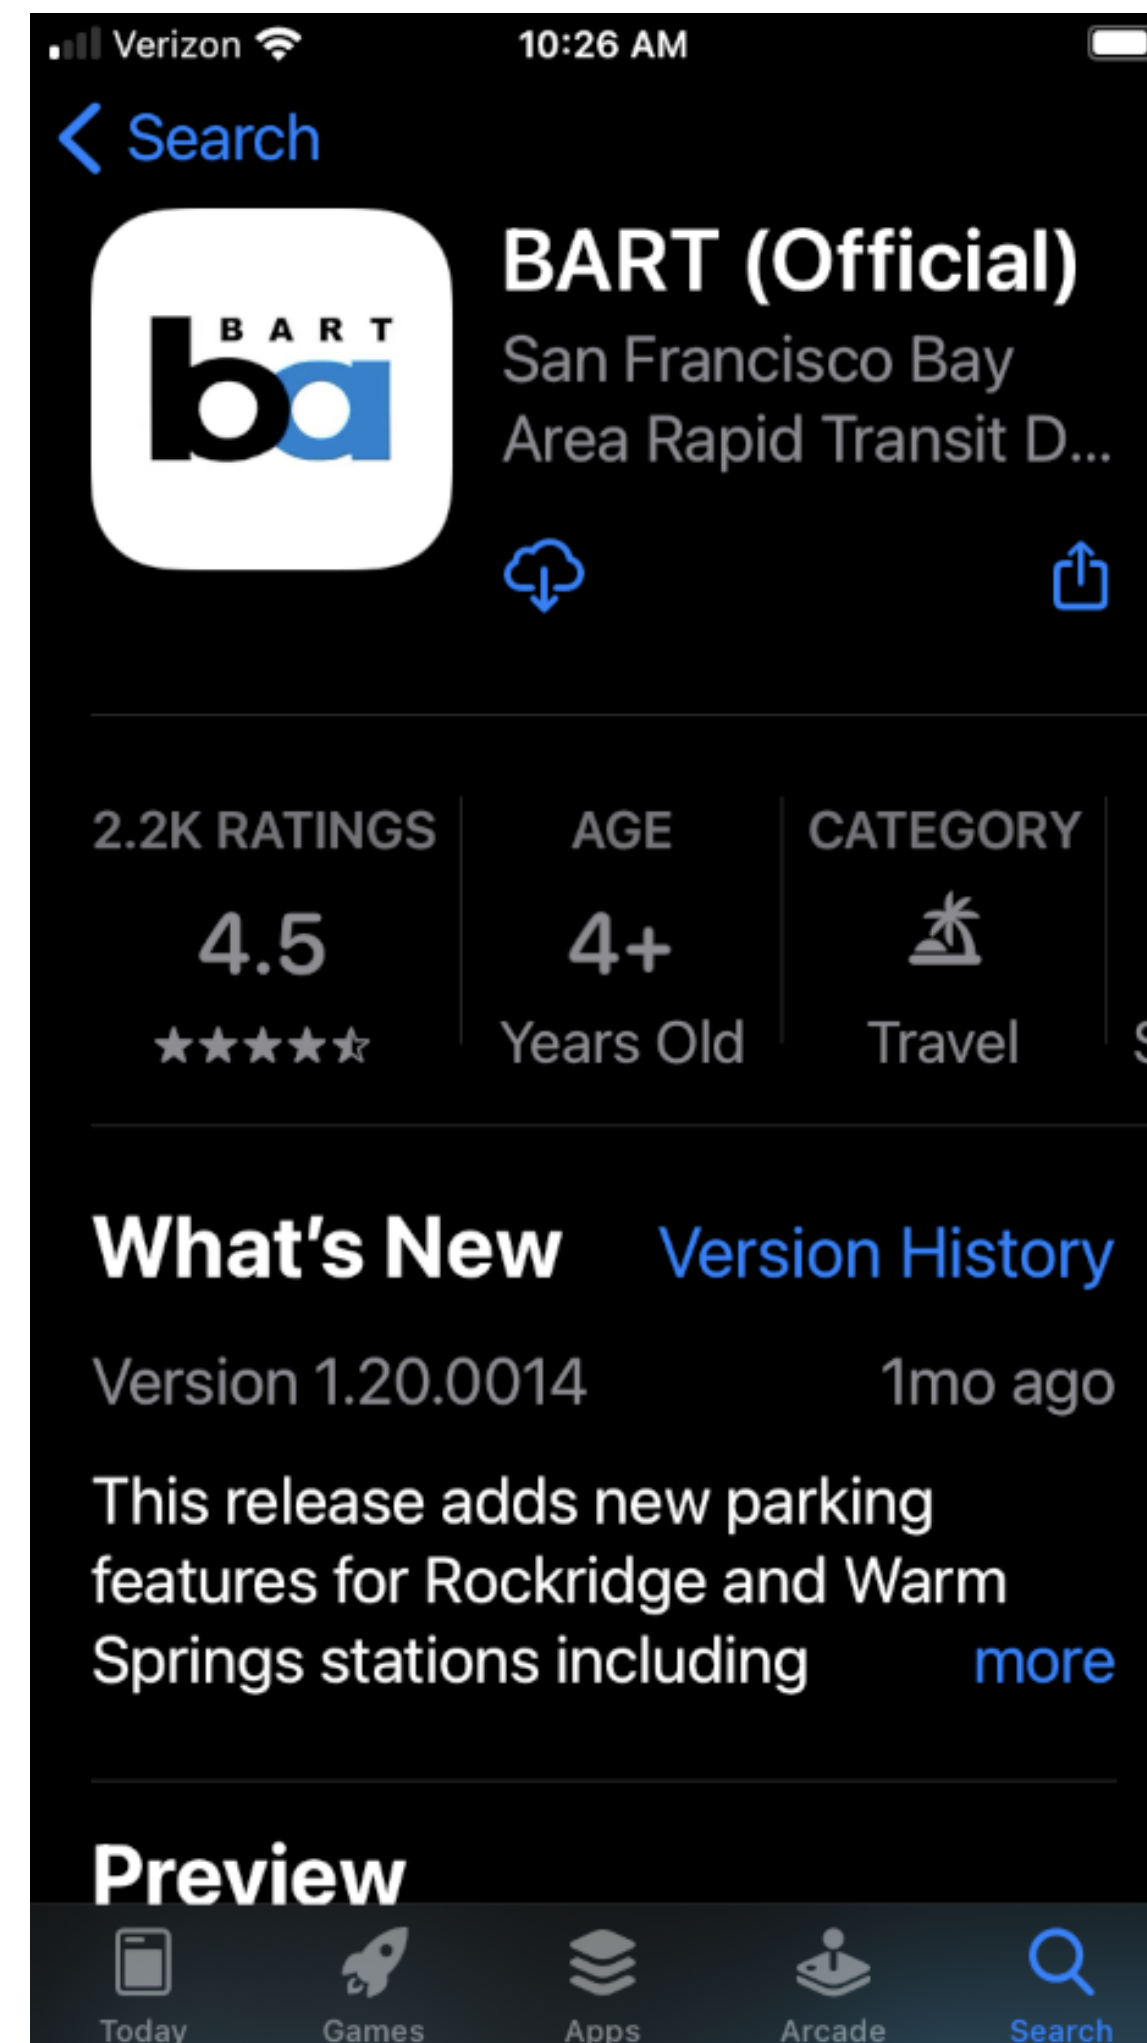 Verizon 10:26 AM
Search
BART
ba
BART (Official)
San Francisco Bay
Area Rapid Transit D...
2.2K RATINGS AGE CATEGORY
4.5 4+
Years Old Travel S
What's New Version History
Version 1.20.0014 1mo ago
This release adds new parking
features for Rockridge and Warm
Springs stations including more
Preview
Today Games Apps Arcade Search